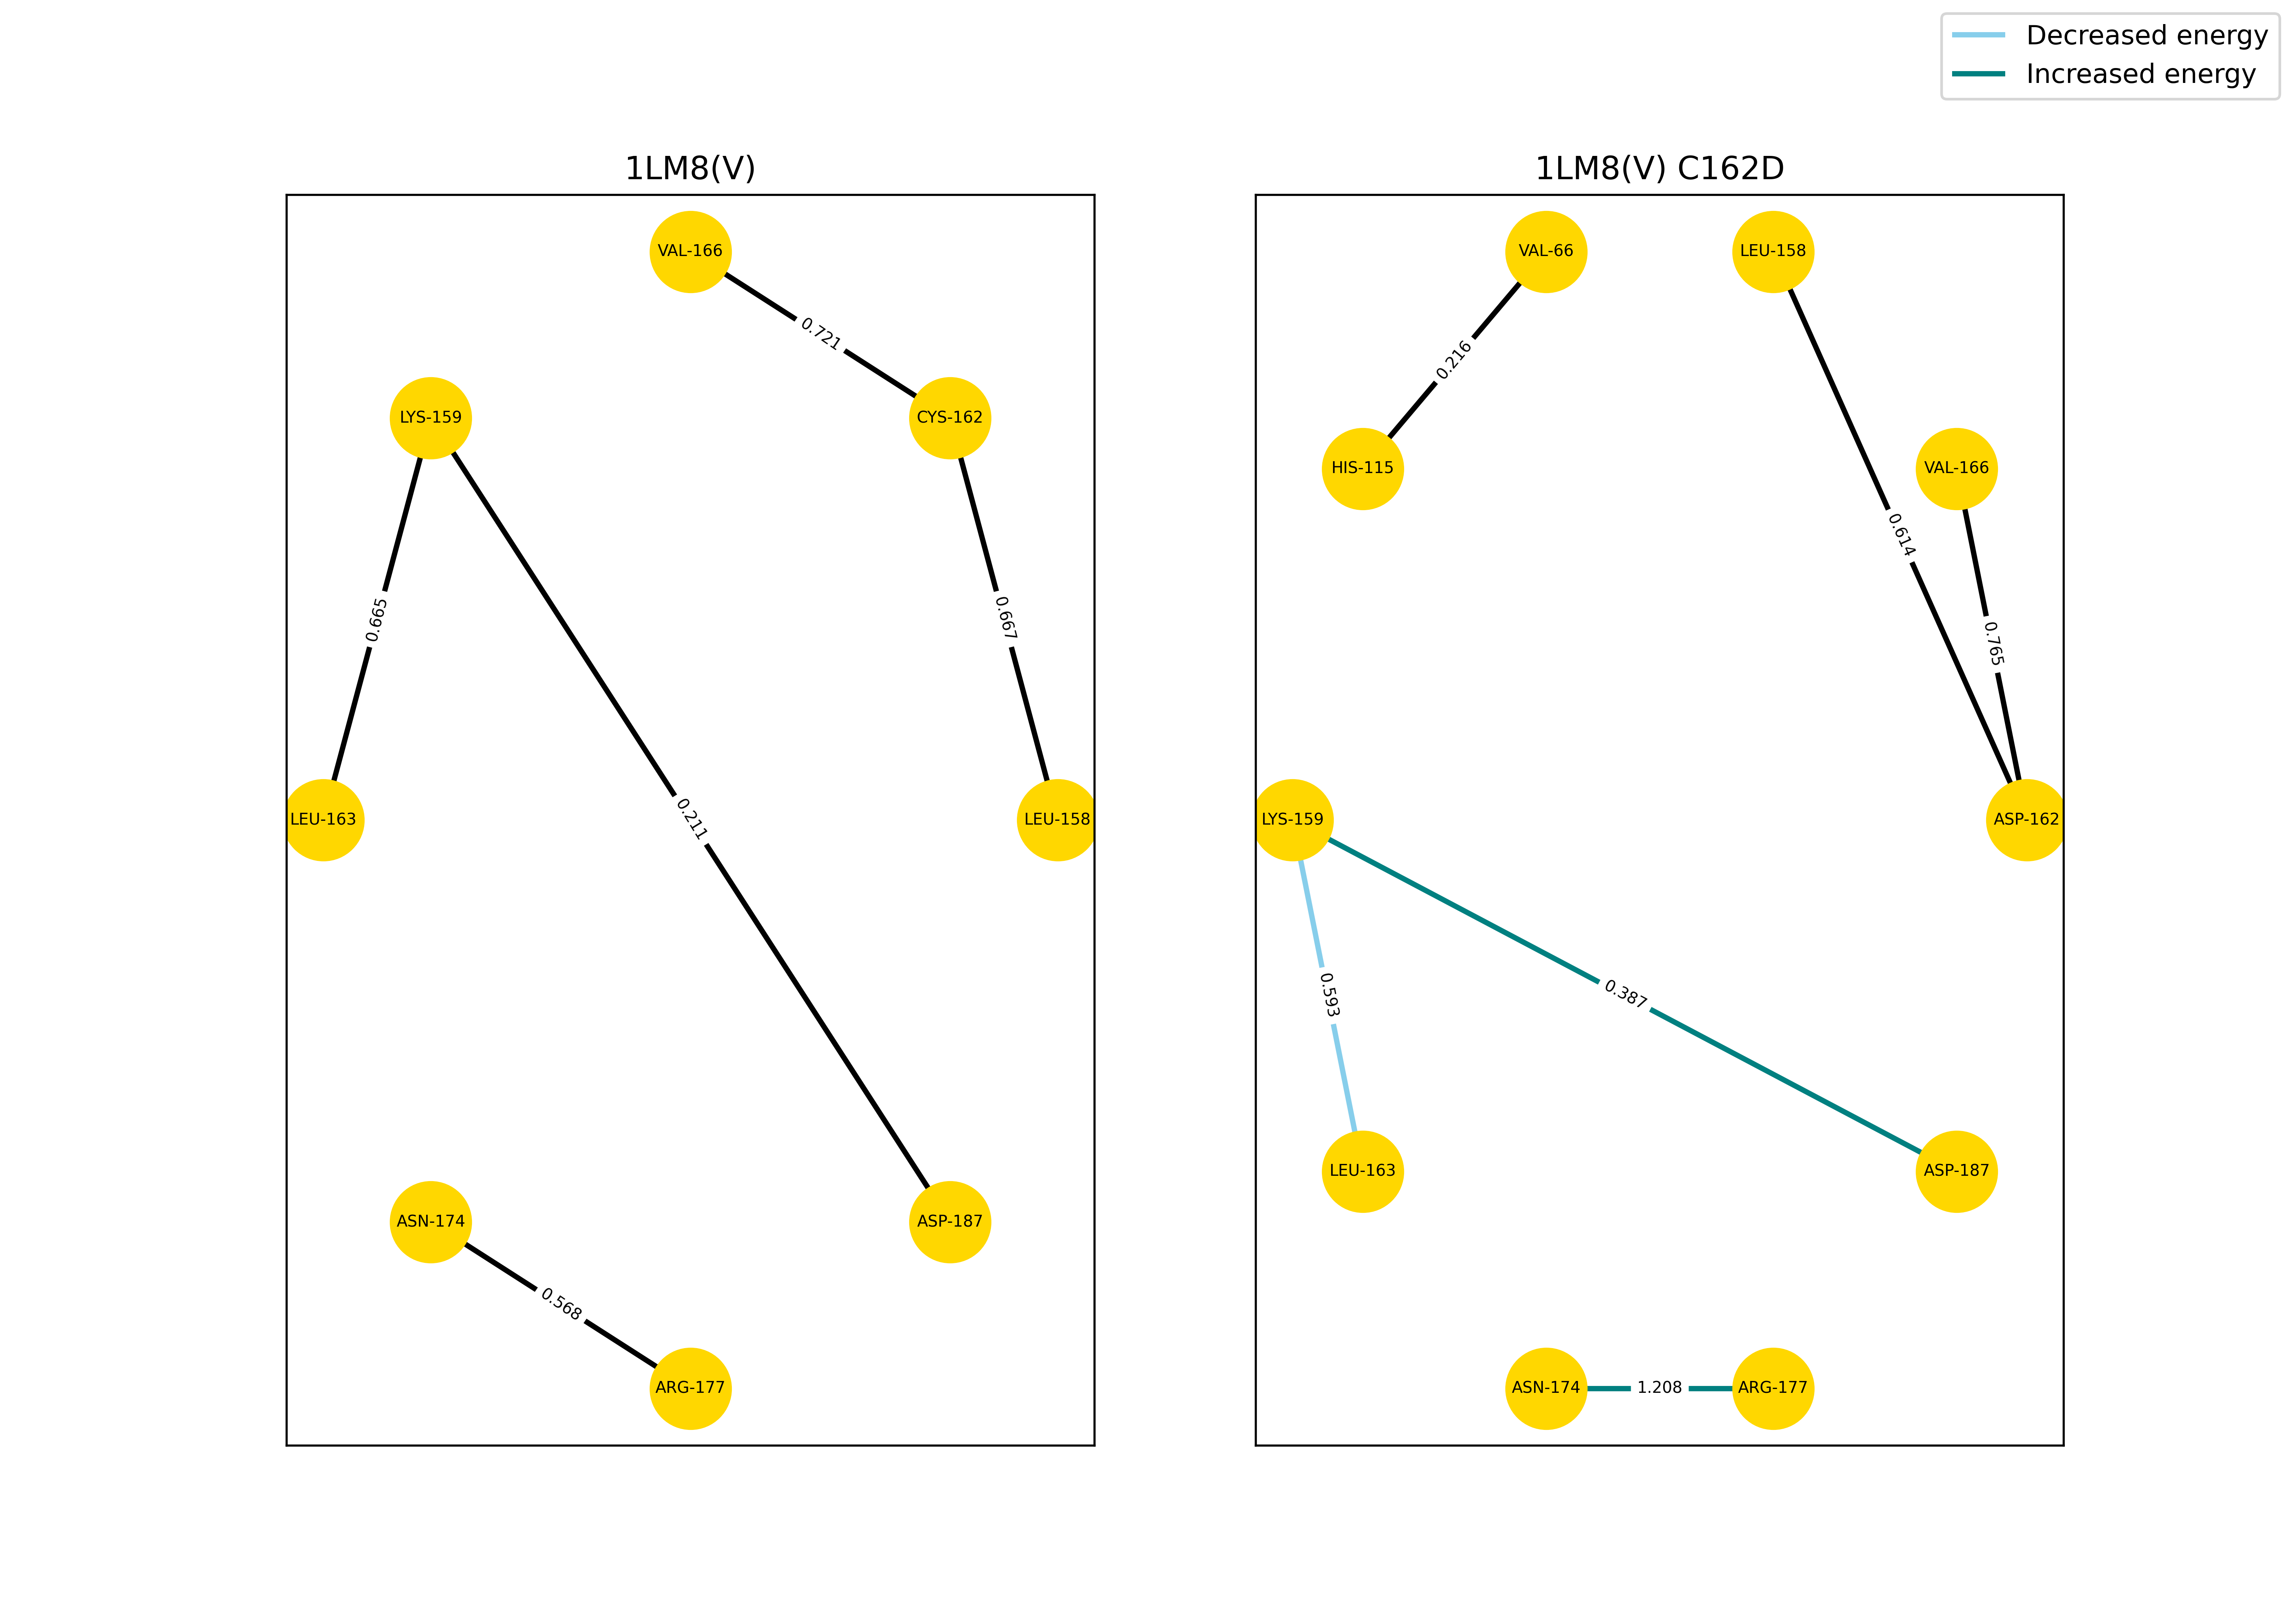 Decreased energy
Increased energy
1LM8(V)
VAL-166
0.721
LYS-159
CYS-162
0.665
0.667
LEU-163
0.211
LEU-158
ASN-174
ASP-187
0.568
ARG-177
1LM8(V) C162D
VAL-66
LEU-158
0.216
HIS-115
VAL-166
0.614
0.765
LYS-159
ASP-162
0.593
0.387
LEU-163
ASP-187
ASN-174
1.208
ARG-177